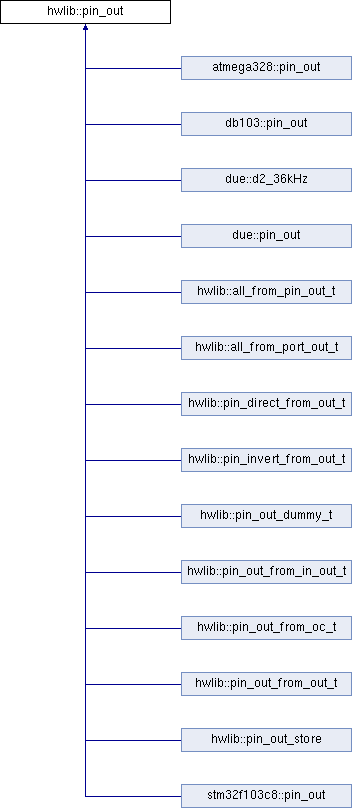 hwlib::pin_out
atmega328::pin_out
db103::pin_out
due::d2_36kHz
due::pin_out
hwlib::all_from_pin_out_t
hwlib::all_from_port_out_t
hwlib::pin_direct_from_out_t
hwlib::pin_invert_from_out_t
hwlib::pin_out_dummy_t
hwlib::pin_out_from_in_out_t
hwlib::pin_out_from_oc_t
hwlib::pin_out_from_out_t
hwlib::pin_out_store
stm32f103c8::pin_out